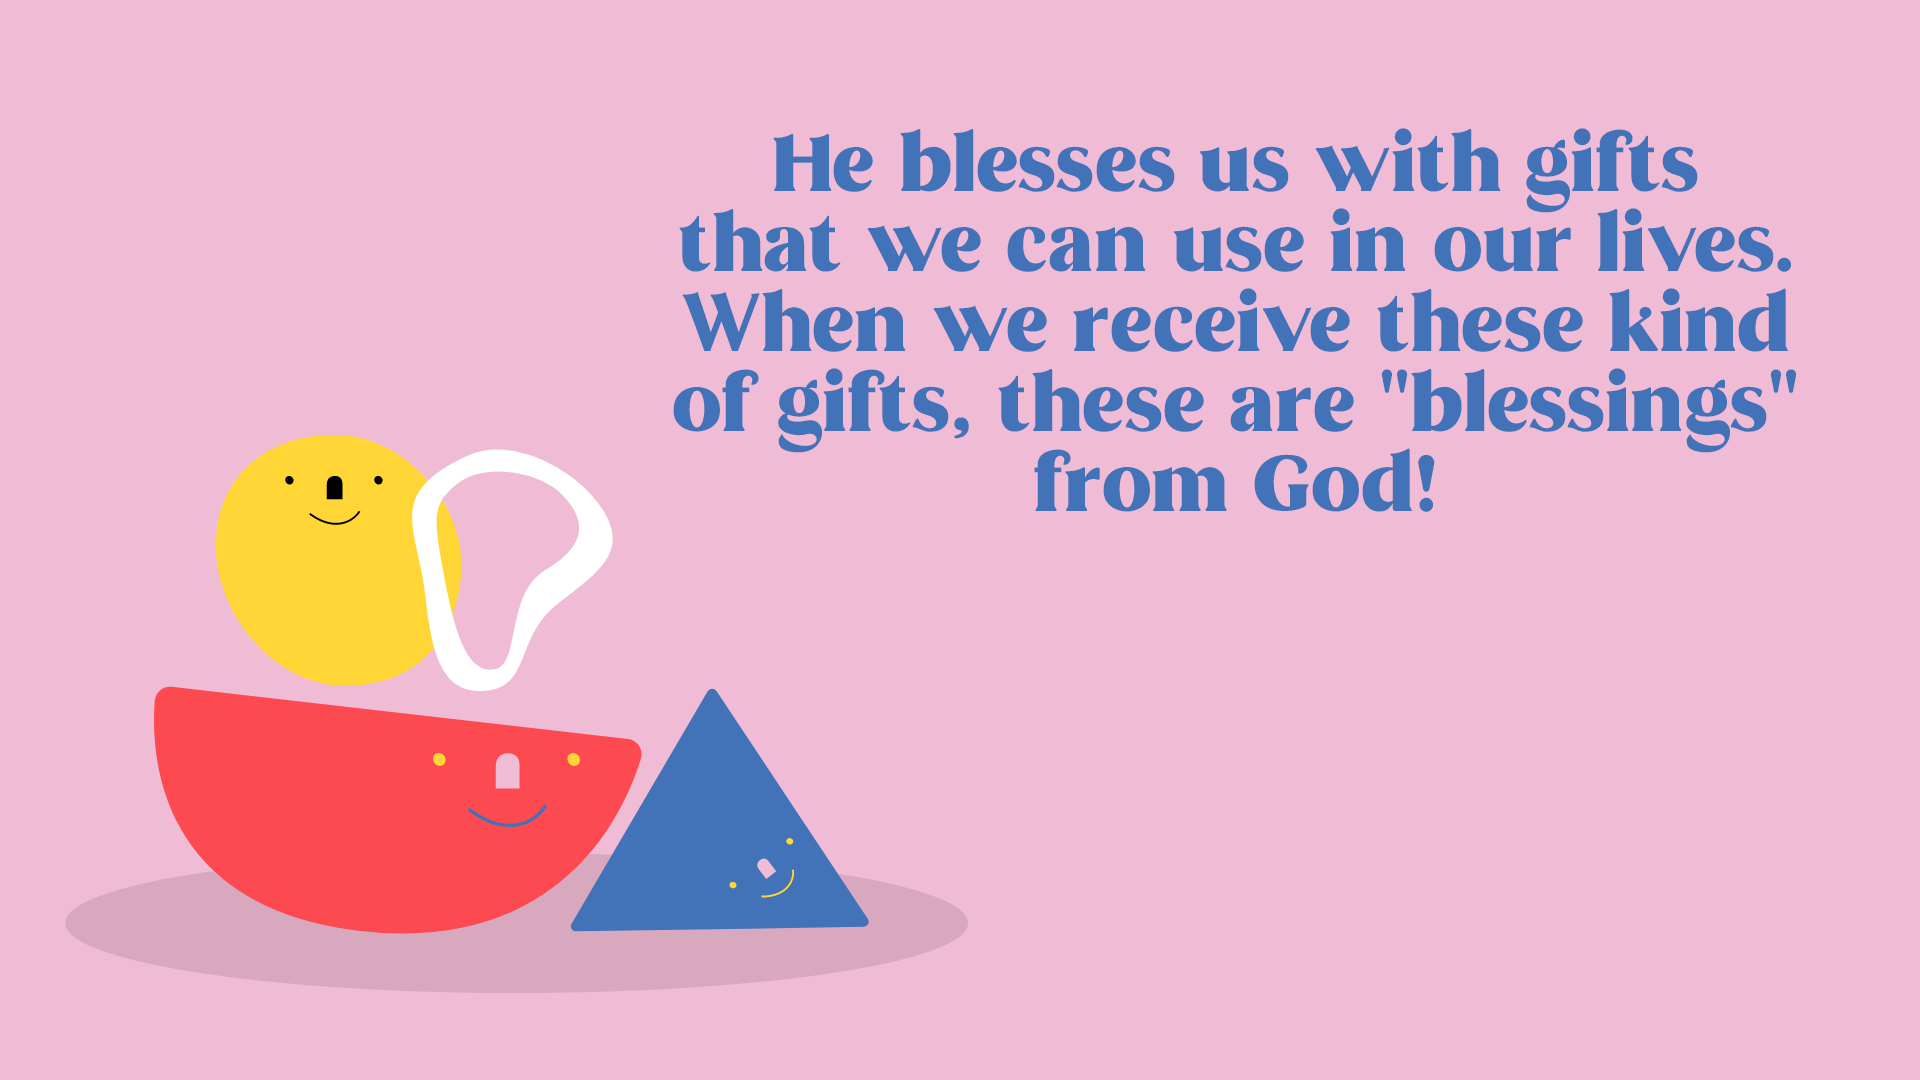 He blesses us with gifts
that we can use in our lives.
When we receive these kind
of gifts, these are "blessings"
from God!